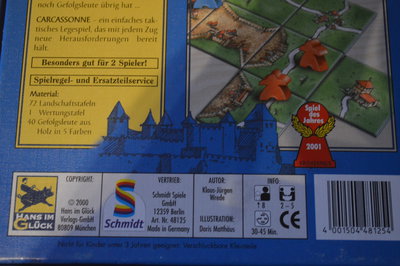 noch Gefolgsleute übrig hat ...
CARCASSONNE - ein einfaches tak-
tisches Legespiel, das mit jedem Zug
neue Herausforderungen bereit
hält.
Besonders gut für 2 Spieler!
Spielregel- und Ersatzteilservice
Material:
72 Landschaftstafeln
1 Wertungstafel
40 Gefolgsleute aus
Holz in 5 Farben
Spiel des
Jahres
2001
COPYRIGHT:
© 2000
Hans im Glück
Verlags-GmbH
80809 München
HANS IM
GLÜCK
Schmidt
VERTRIEB:
Schmidt Spiele
GmbH
12359 Berlin
Art. Nr. 48125
AUTOR:
Klaus-Jürgen
Wrede
ILLUSTRATION:
Doris Matthäus
INFO:
8
2 - 5
30-45 Min.
CE
4 001504 481254
Nicht für Kinder unter 3 Jahren geeignet. Verschluckbare Kleinteile